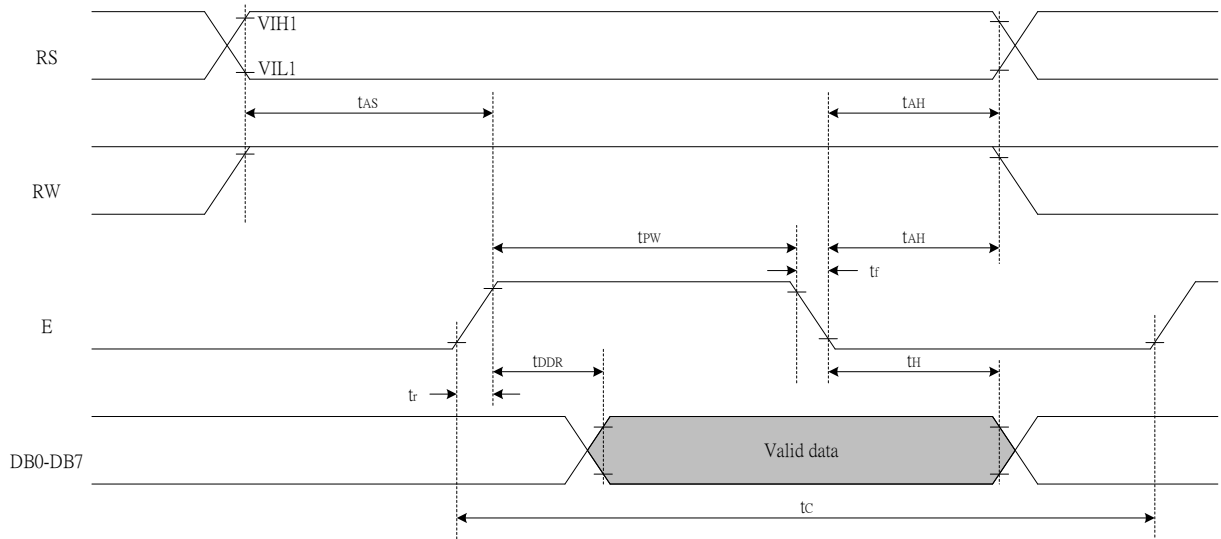 RS
VIH1
VIL1
tAS
tAH
RW
tPW
tAH
tf
E
tDDR
tH
tr
DB0-DB7
Valid data
tC